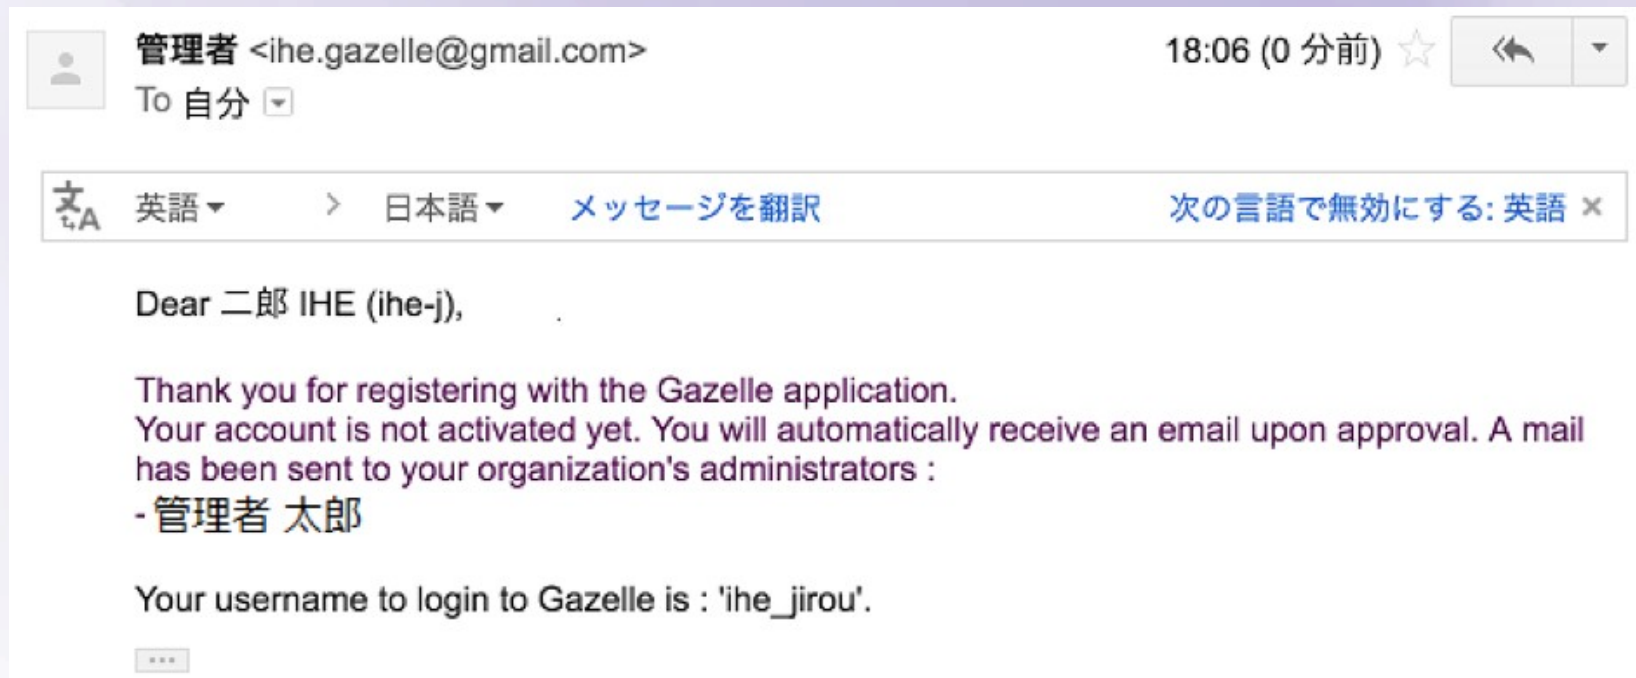 管理者 <ihe.gazelle@gmail.com>
18:06 (0 分前)
To 自分
英語 > 日本語 メッセージを翻訳 次の言語で無効にする: 英語 ×
Dear 二郎 IHE (ihe-j),
Thank you for registering with the Gazelle application.
Your account is not activated yet. You will automatically receive an email upon approval. A mail
has been sent to your organization's administrators :
- 管理者 太郎
Your username to login to Gazelle is : 'ihe_jirou'.